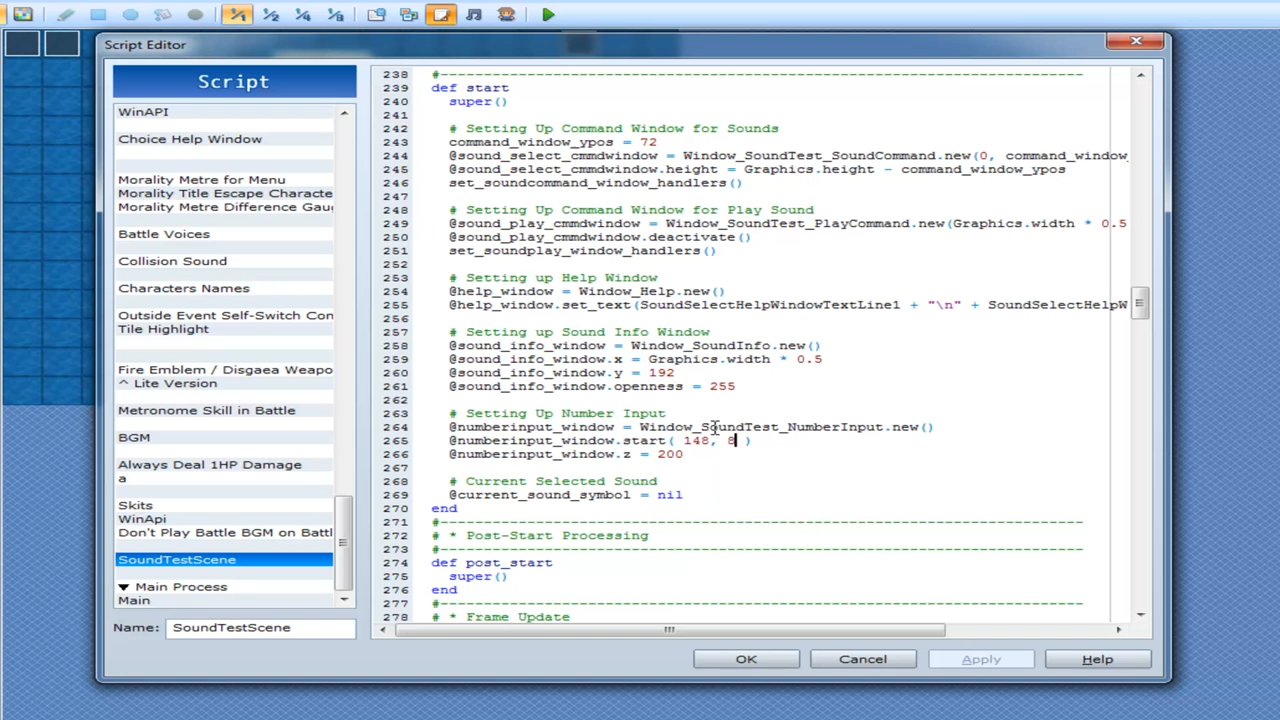 Script Editor
Script
WinAPI
Choice Help Window
Morality Metre for Menu
Morality Title Escape Characte
Morality Metre Difference Gau
Battle Voices
Collision Sound
Characters Names
Outside Event Self-Switch Con
Tile Highlight
Fire Emblem / Disgaea Weapo
^ Lite Version
Metronome Skill in Battle
BGM
Always Deal 1HP Damage
a
Skits
WinApi
Don't Play Battle BGM on Battl
SoundTestScene
▼ Main Process
Main
Name: SoundTestScene
238 #------------------------------------------------------------------------------
239 def start
240 super()
241
242 # Setting Up Command Window for Sounds
243 command_window_ypos = 72
244 @sound_select_cmmdwindow = Window_SoundTest_SoundCommand.new(0, command_window_
245 @sound_select_cmmdwindow.height = Graphics.height - command_window_ypos
246 set_soundcommand_window_handlers()
247
248 # Setting Up Command Window for Play Sound
249 @sound_play_cmmdwindow = Window_SoundTest_PlayCommand.new(Graphics.width * 0.5
250 @sound_play_cmmdwindow.deactivate()
251 set_soundplay_window_handlers()
252
253 # Setting up Help Window
254 @help_window = Window_Help.new()
255 @help_window.set_text(SoundSelectHelpWindowTextLine1 + "\n" + SoundSelectHelpW
256
257 # Setting up Sound Info Window
258 @sound_info_window = Window_SoundInfo.new()
259 @sound_info_window.x = Graphics.width * 0.5
260 @sound_info_window.y = 192
261 @sound_info_window.openness = 255
262
263 # Setting Up Number Input
264 @numberinput_window = Window_SoundTest_NumberInput.new()
265 @numberinput_window.start( 148, 8 )
266 @numberinput_window.z = 200
267
268 # Current Selected Sound
269 @current_sound_symbol = nil
270 end
271 #------------------------------------------------------------------------------
272 # * Post-Start Processing
273 #------------------------------------------------------------------------------
274 def post_start
275 super()
276 end
277 #------------------------------------------------------------------------------
278 # * Frame Update
OK
Cancel
Apply
Help